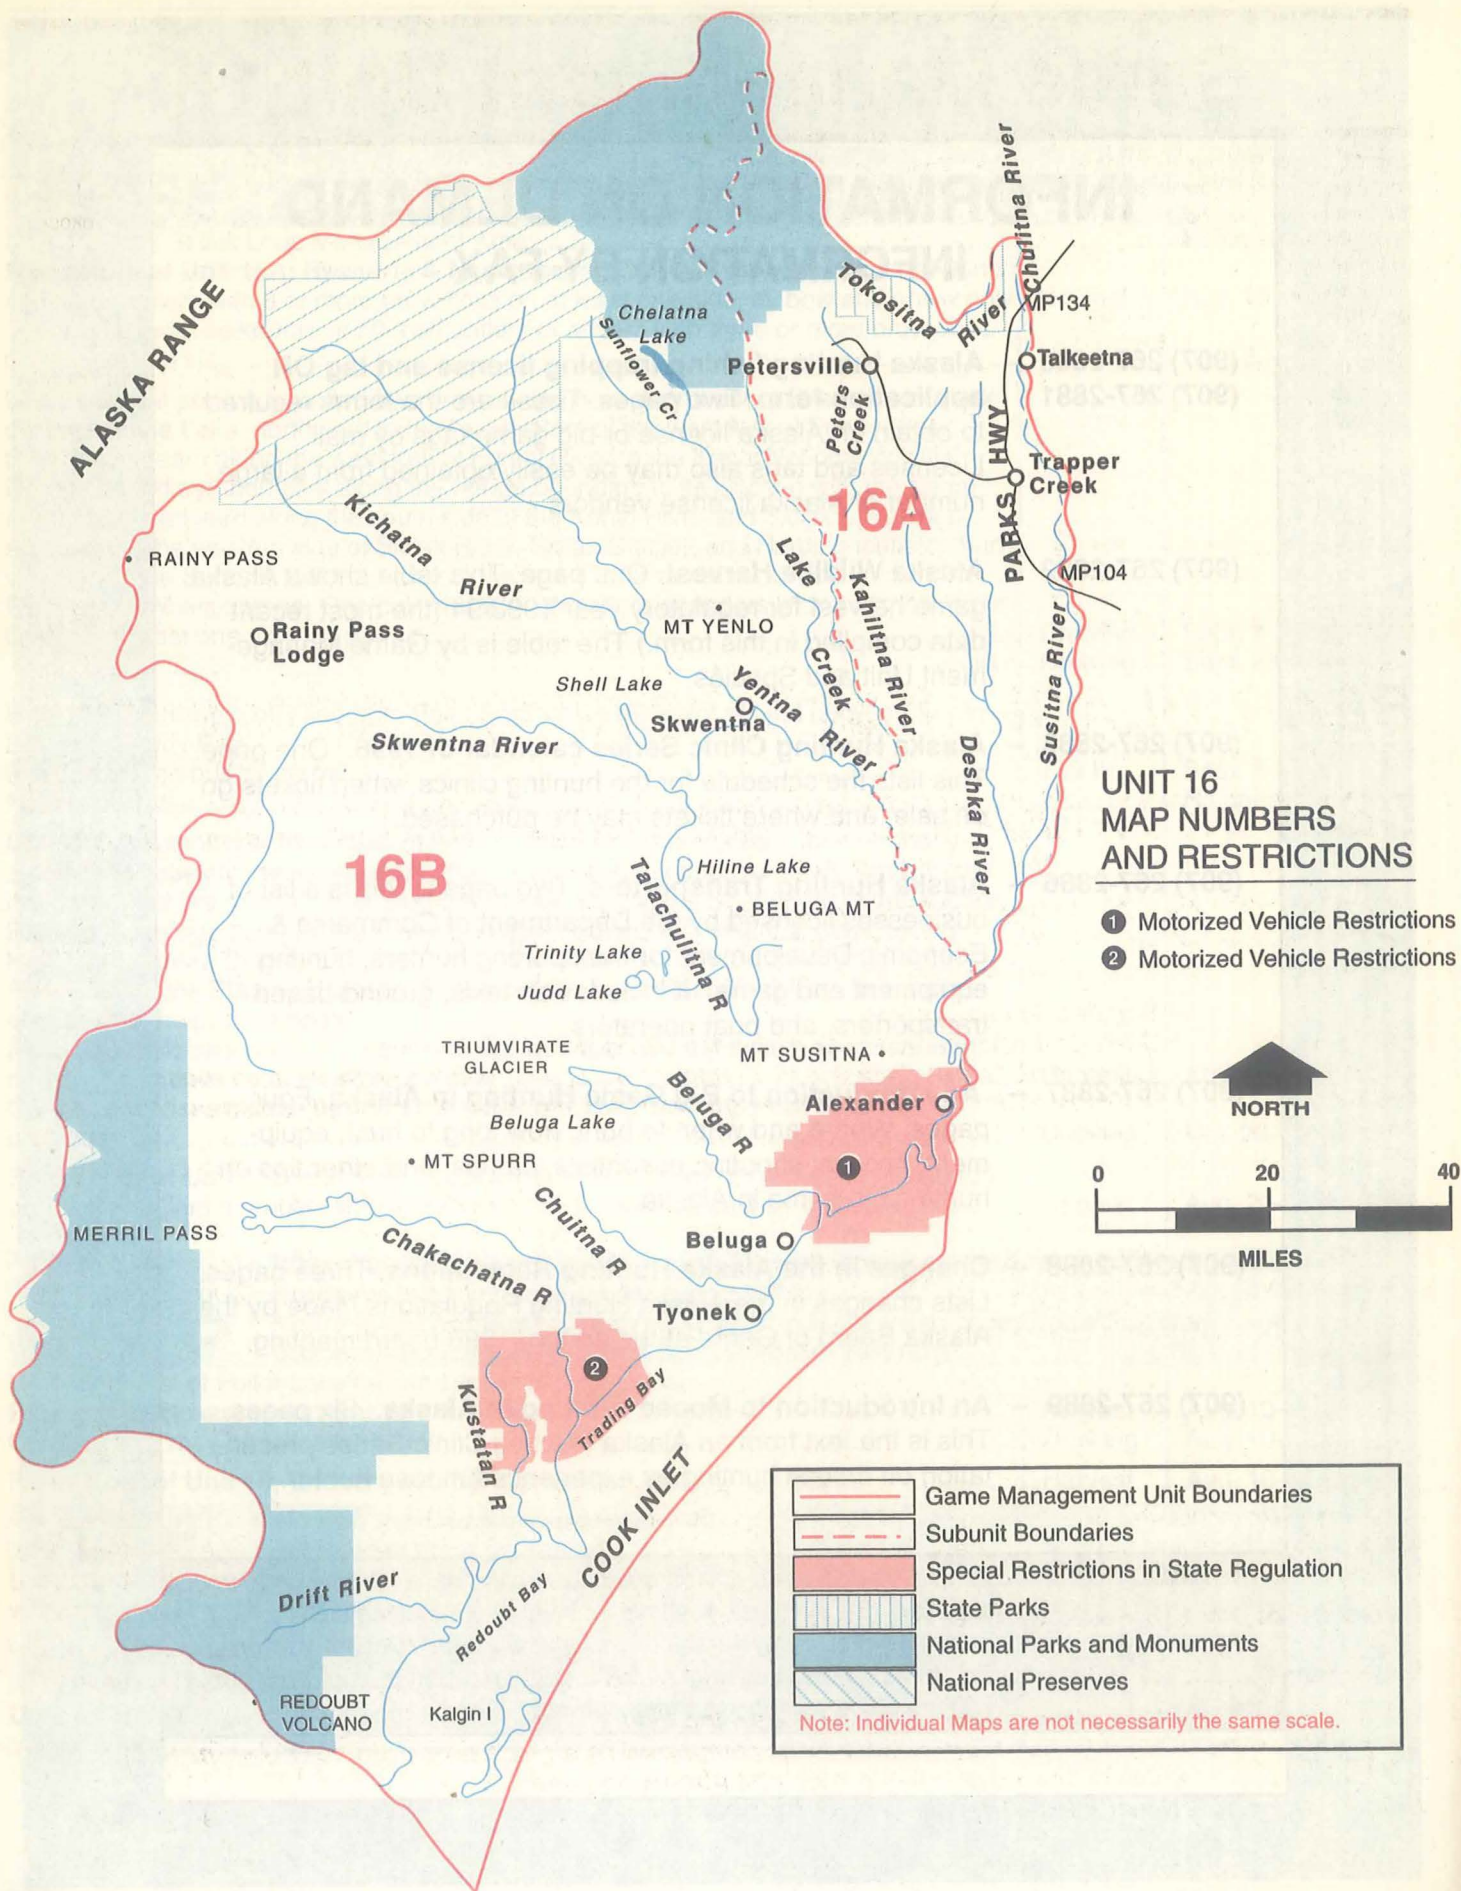 ALASKA RANGE
Chelatna
Lake
Sunflower Cr
Tokositna
River
Chulitna River
MP134
Petersville
Talkeetna
Peters
Creek
PARKS HWY.
Trapper
Creek
16A
Kichatna
River
RAINY PASS
Rainy Pass
Lodge
MT YENLO
Lake
Creek
Kahiltna River
MP104
Susitna River
Shell Lake
Yentna
River
Skwentna
Skwentna River
Deshka River
UNIT 16
MAP NUMBERS
AND RESTRICTIONS
1 Motorized Vehicle Restrictions
2 Motorized Vehicle Restrictions
16B
Talachulitna R
Hiline Lake
BELUGA MT
Trinity Lake
Judd Lake
TRIUMVIRATE
GLACIER
MT SUSITNA
Beluga R
Alexander
Beluga Lake
MT SPURR
1
NORTH
0 20 40
MILES
MERRIL PASS
Chuitna R
Chakachatna R
Beluga
Tyonek
2
Kustatan R
Trading Bay
COOK INLET
Drift River
Redoubt Bay
REDOUBT
VOLCANO
Kalgin I
Game Management Unit Boundaries
Subunit Boundaries
Special Restrictions in State Regulation
State Parks
National Parks and Monuments
National Preserves
Note: Individual Maps are not necessarily the same scale.